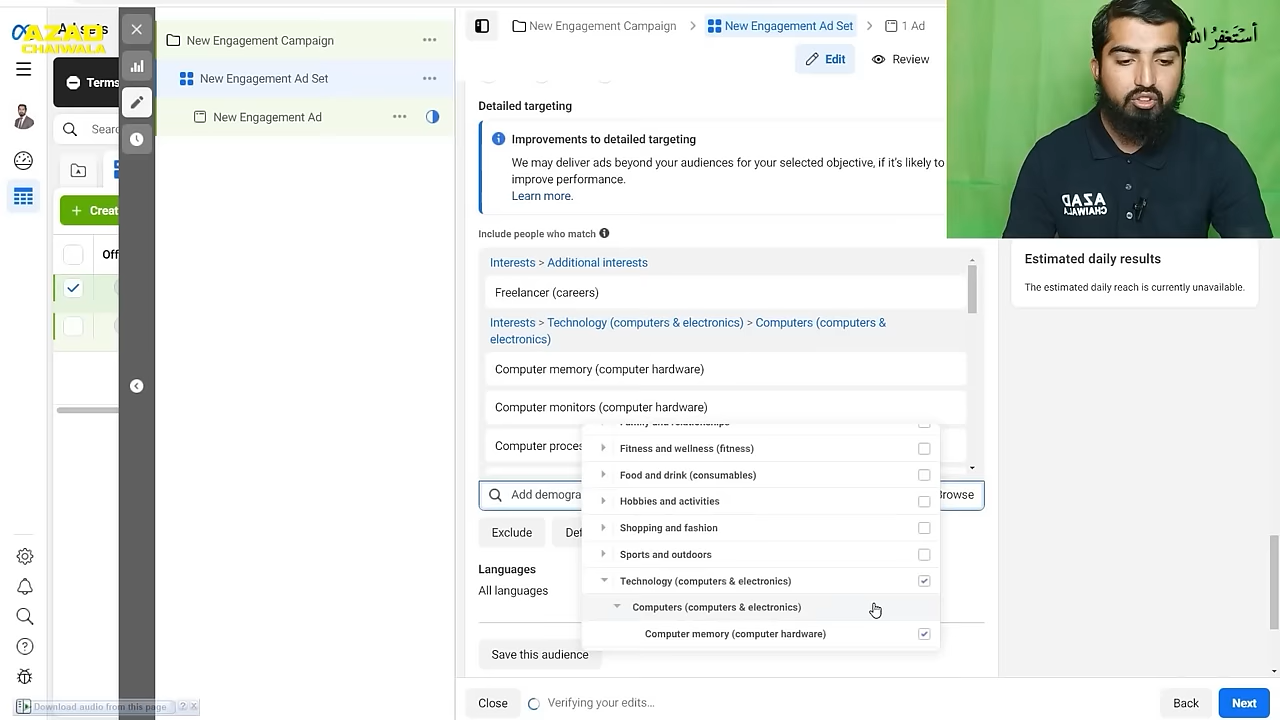 Ad sets
AZAD
CHAIWALA
Terms
Searc
+ Creat
Off
New Engagement Campaign
New Engagement Ad Set
New Engagement Ad
New Engagement Campaign
New Engagement Ad Set
1 Ad
Edit
Review
Detailed targeting
Improvements to detailed targeting
We may deliver ads beyond your audiences for your selected objective, if it's likely to
improve performance.
Learn more.
Include people who match
Interests > Additional interests
Freelancer (careers)
Interests > Technology (computers & electronics) > Computers (computers &
electronics)
Computer memory (computer hardware)
Computer monitors (computer hardware)
Computer proces
Family and relationships
Fitness and wellness (fitness)
Food and drink (consumables)
Hobbies and activities
Shopping and fashion
Sports and outdoors
Technology (computers & electronics)
Computers (computers & electronics)
Computer memory (computer hardware)
Add demogra
Browse
Exclude
Def
Languages
All languages
Save this audience
Close
Verifying your edits...
Back
Next
Estimated daily results
The estimated daily reach is currently unavailable.
Download audio from this page
? X
أستغفر الله
AZAD
CHAIWALA